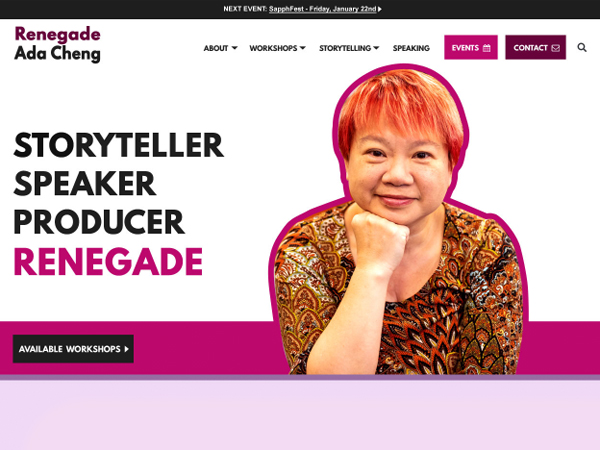 NEXT EVENT: SapphFest - Friday, January 22nd
Renegade
Ada Cheng
ABOUT
WORKSHOPS
STORYTELLING
SPEAKING
EVENTS
CONTACT
STORYTELLER
SPEAKER
PRODUCER
RENEGADE
AVAILABLE WORKSHOPS